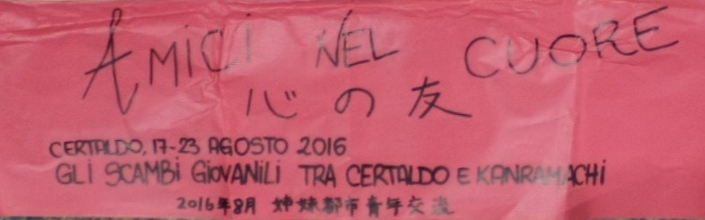 AMICI NEL CUORE
心の友
CERTALDO, 17-23 AGOSTO 2016
GLI SCAMBI GIOVANILI TRA CERTALDO E KANRAMACHI
2016年8月 姉妹都市青年交流